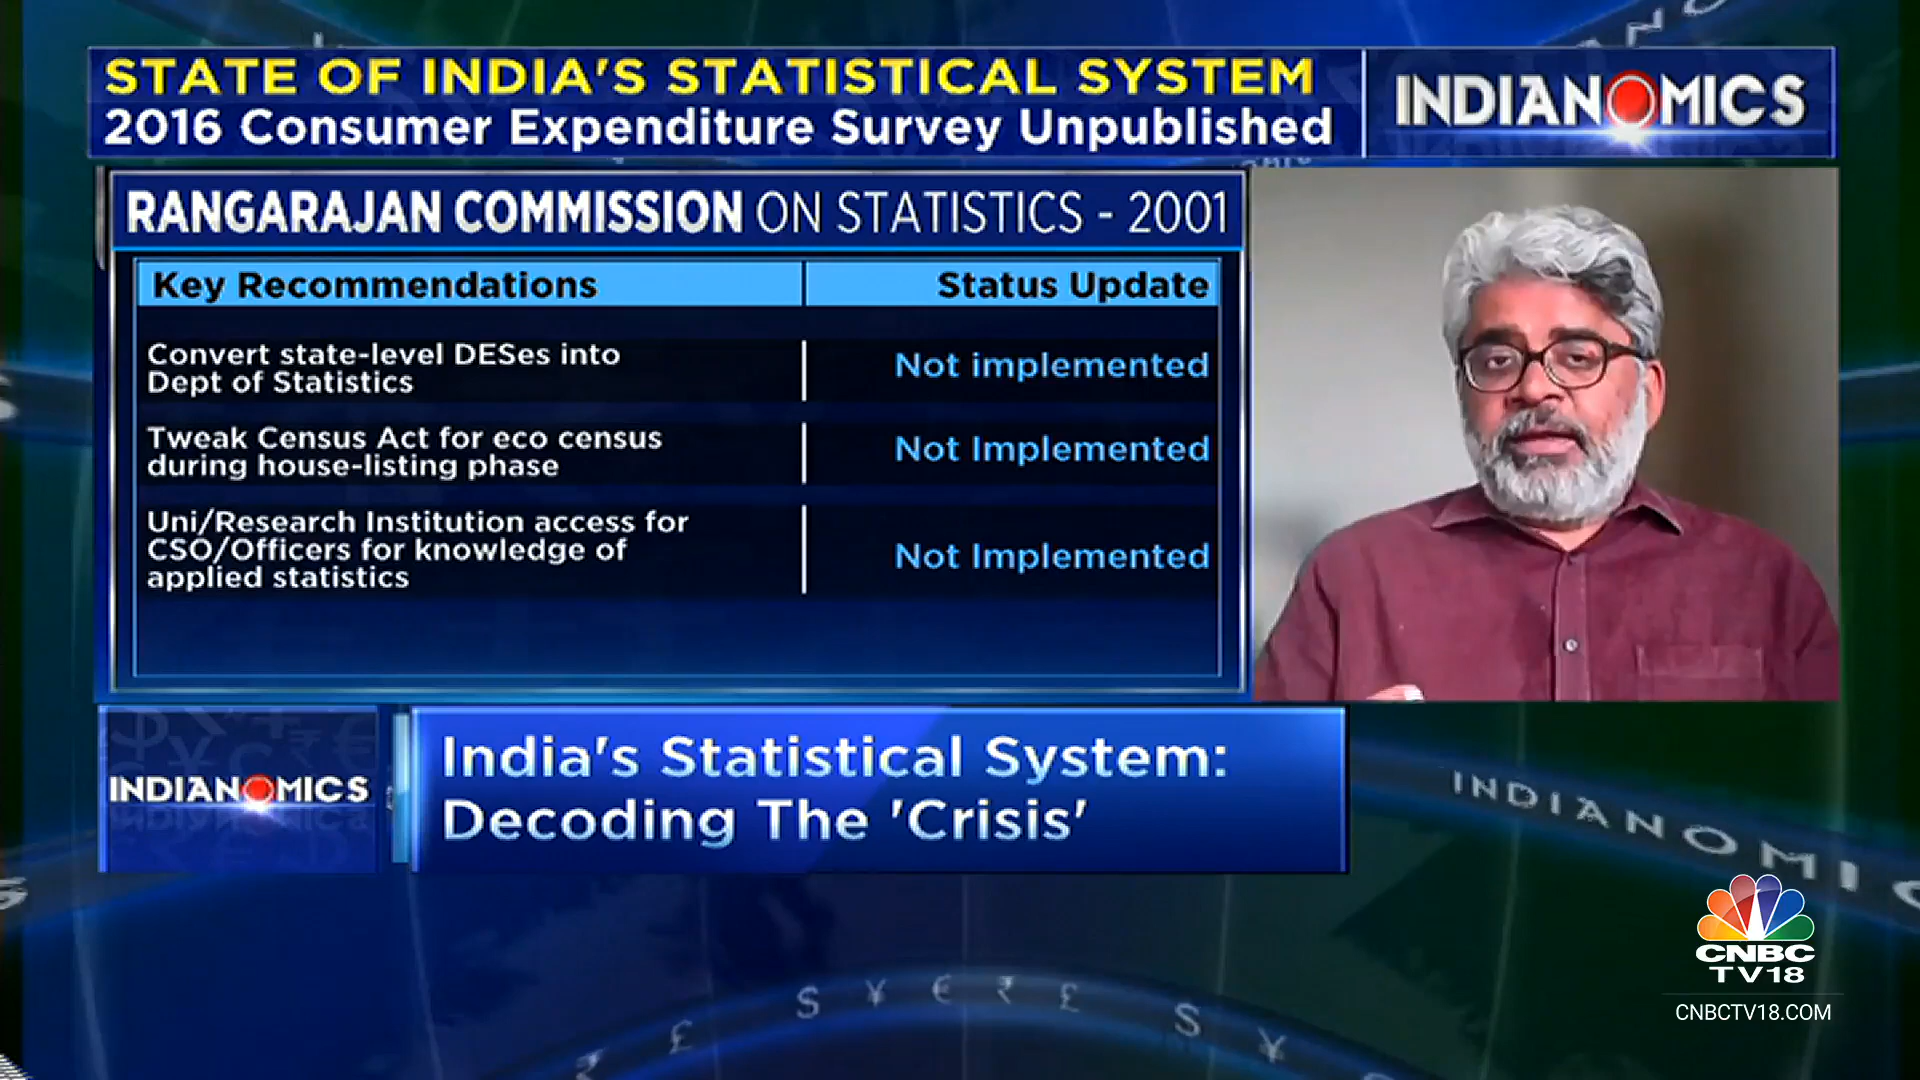 STATE OF INDIA'S STATISTICAL SYSTEM
2016 Consumer Expenditure Survey Unpublished
INDIANOMICS
RANGARAJAN COMMISSION ON STATISTICS - 2001
Key Recommendations
Status Update
Convert state-level DESes into
Dept of Statistics
Not implemented
Tweak Census Act for eco census
during house-listing phase
Not Implemented
Uni/Research Institution access for
CSO/Officers for knowledge of
applied statistics
Not Implemented
INDIANOMICS
India's Statistical System:
Decoding The 'Crisis'
INDIANOMIC
CNBC
TV18
CNBCTV18.COM
$ ¥ € ₹ £
₹ £ $ ¥